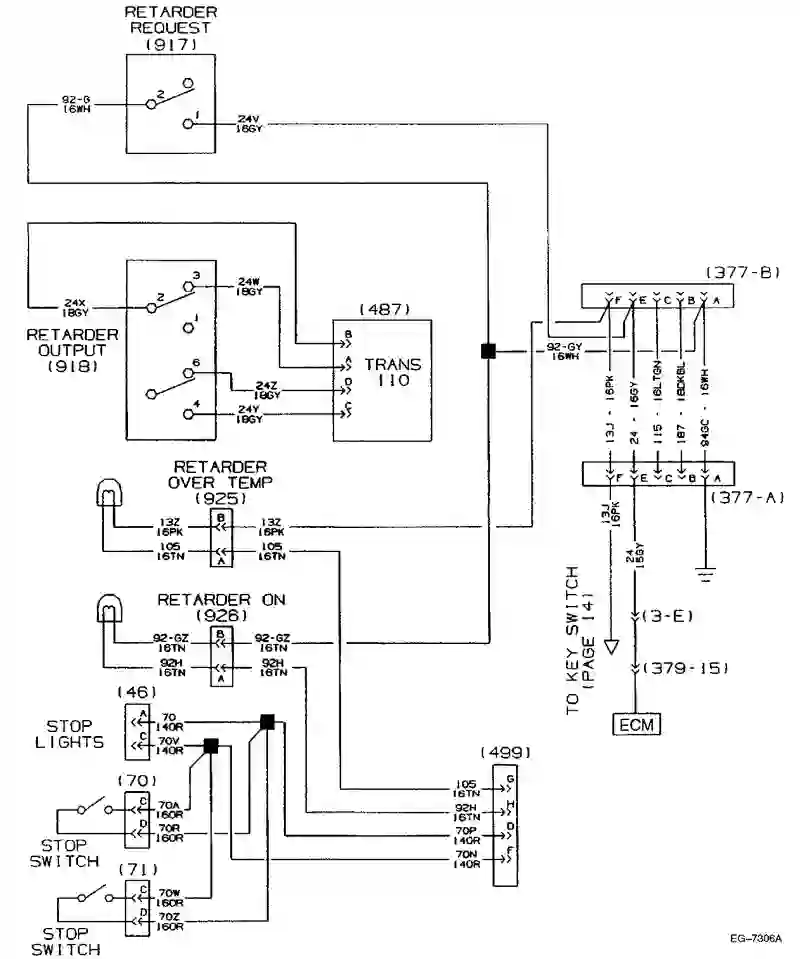 RETARDER
REQUEST
(917)
92-G
16WH
2
1
24V
16GY
24X
18GY
2
3
1
6
4
24W
18GY
24Z
18GY
24Y
18GY
RETARDER
OUTPUT
(918)
(487)
B
A
D
C
TRANS
110
(377-B)
F E C B A
92-GY
16WH
13J - 16PK
24 - 16GY
115 - 16LTGN
187 - 18DKBL
94GC - 16WH
F E C B A
(377-A)
13J
16PK
24
16GY
TO KEY SWITCH
(PAGE 14)
(3-E)
(379-15)
ECM
RETARDER
OVER TEMP
(925)
13Z
16PK
B
13Z
16PK
105
16TN
A
105
16TN
RETARDER ON
(926)
92-GZ
16TN
B
92-GZ
16TN
92H
16TN
A
92H
16TN
(46)
STOP
LIGHTS
A
70
14OR
C
70V
14OR
(70)
C
70A
16OR
D
70R
16OR
STOP
SWITCH
(71)
C
70W
16OR
D
70Z
16OR
STOP
SWITCH
(499)
105
16TN
G
92H
16TN
H
70P
14OR
D
70N
14OR
F
EG-7306A